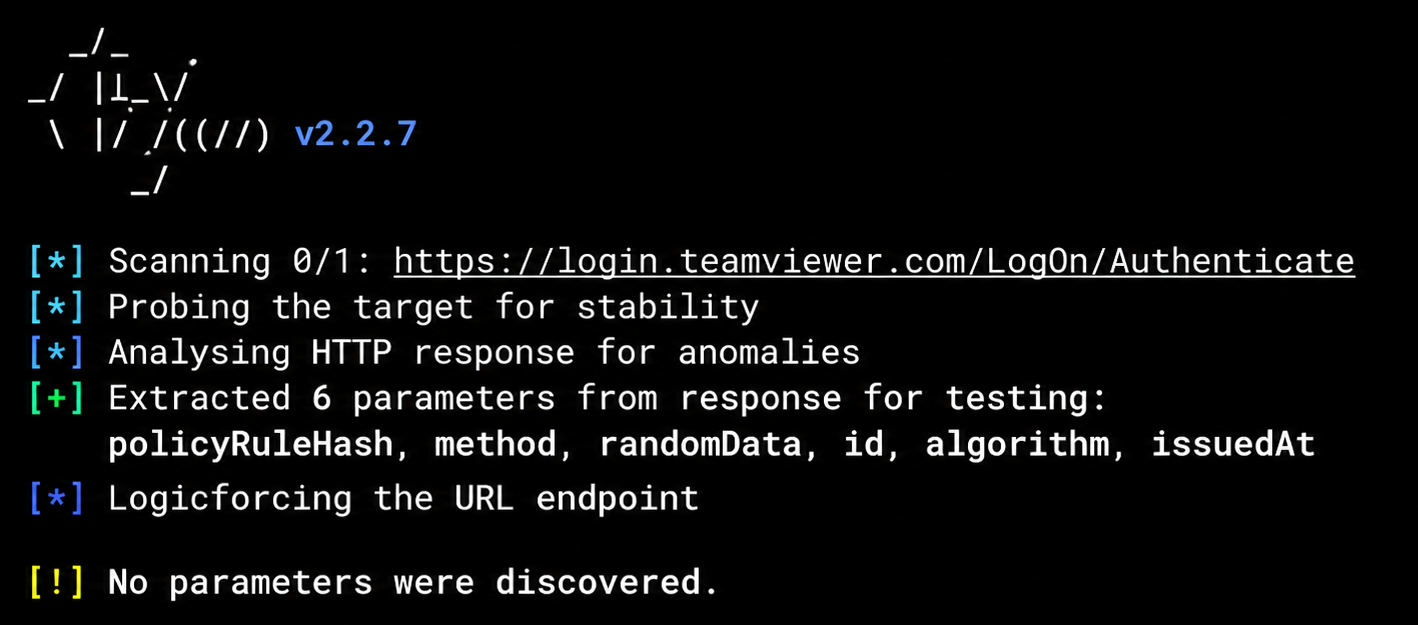 _/_
_/ |l_\/
\ |/ /((//) v2.2.7
_/
[*] Scanning 0/1: https://login.teamviewer.com/LogOn/Authenticate
[*] Probing the target for stability
[*] Analysing HTTP response for anomalies
[+] Extracted 6 parameters from response for testing:
policyRuleHash, method, randomData, id, algorithm, issuedAt
[*] Logicforcing the URL endpoint
[!] No parameters were discovered.